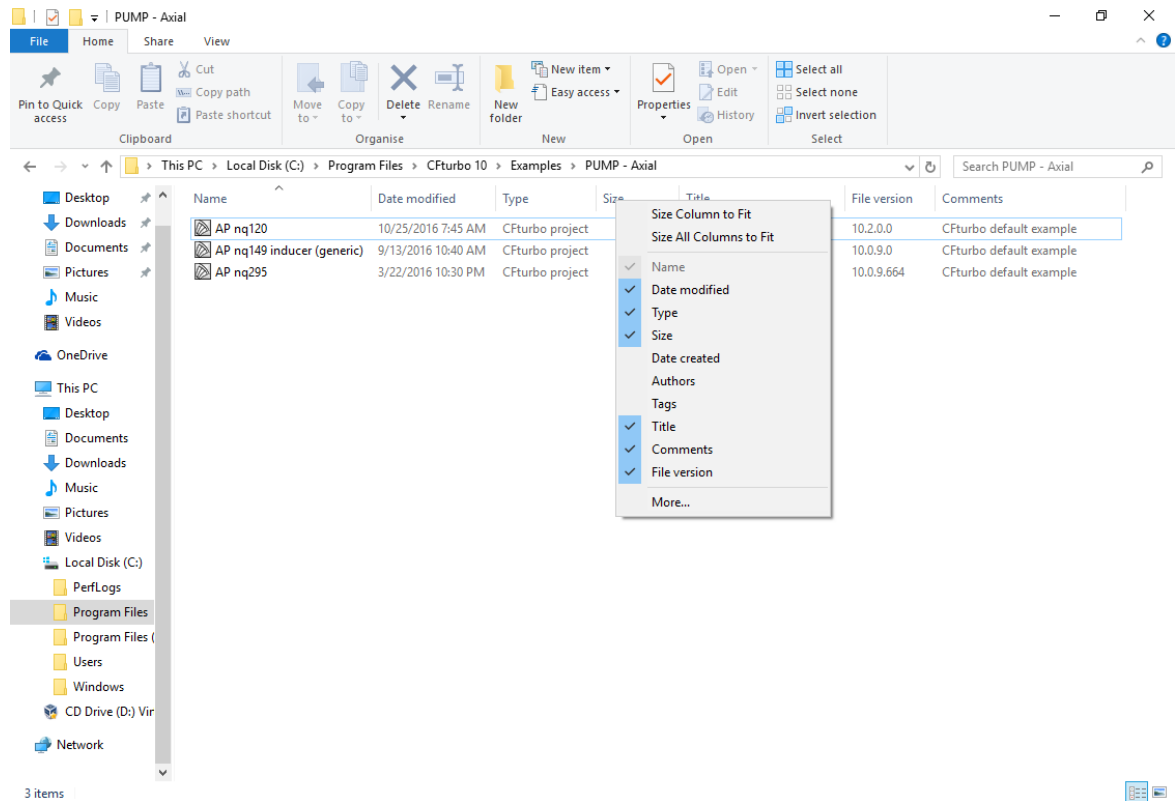 PUMP - Axial
File Home Share View
Pin to Quick access
Copy
Paste
Cut
Copy path
Paste shortcut
Clipboard
Move to
Copy to
Delete
Rename
Organise
New folder
New item
Easy access
New
Properties
Open
Edit
History
Open
Select all
Select none
Invert selection
Select
This PC > Local Disk (C:) > Program Files > CFturbo 10 > Examples > PUMP - Axial
Search PUMP - Axial
Desktop
Downloads
Documents
Pictures
Music
Videos
OneDrive
This PC
Desktop
Documents
Downloads
Music
Pictures
Videos
Local Disk (C:)
PerfLogs
Program Files
Program Files (
Users
Windows
CD Drive (D:) Vir
Network
Name Date modified Type Size Title File version Comments
AP nq120 10/25/2016 7:45 AM CFturbo project 10.2.0.0 CFturbo default example
AP nq149 inducer (generic) 9/13/2016 10:40 AM CFturbo project 10.0.9.0 CFturbo default example
AP nq295 3/22/2016 10:30 PM CFturbo project 10.0.9.664 CFturbo default example
Size Column to Fit
Size All Columns to Fit
Name
Date modified
Type
Size
Date created
Authors
Tags
Title
Comments
File version
More...
3 items